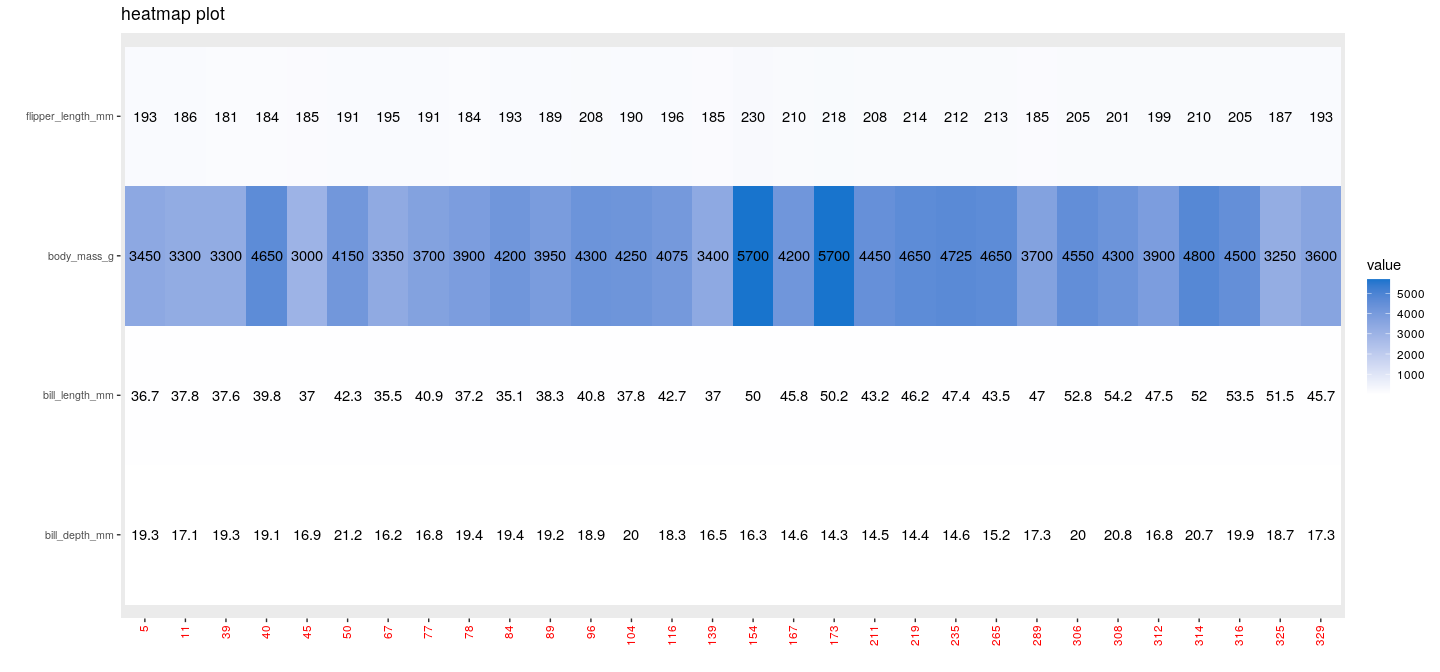 heatmap plot
flipper_length_mm 193 186 181 184 185 191 195 191 184 193 189 208 190 196 185 230 210 218 208 214 212 213 185 205 201 199 210 205 187 193
body_mass_g 3450 3300 3300 4650 3000 4150 3350 3700 3900 4200 3950 4300 4250 4075 3400 5700 4200 5700 4450 4650 4725 4650 3700 4550 4300 3900 4800 4500 3250 3600
bill_length_mm 36.7 37.8 37.6 39.8 37 42.3 35.5 40.9 37.2 35.1 38.3 40.8 37.8 42.7 37 50 45.8 50.2 43.2 46.2 47.4 43.5 47 52.8 54.2 47.5 52 53.5 51.5 45.7
bill_depth_mm 19.3 17.1 19.3 19.1 16.9 21.2 16.2 16.8 19.4 19.4 19.2 18.9 20 18.3 16.5 16.3 14.6 14.3 14.5 14.4 14.6 15.2 17.3 20 20.8 16.8 20.7 19.9 18.7 17.3
5 11 39 40 45 50 67 77 78 84 89 96 104 116 139 154 167 173 211 219 235 265 289 306 308 312 314 316 325 329
value
5000
4000
3000
2000
1000